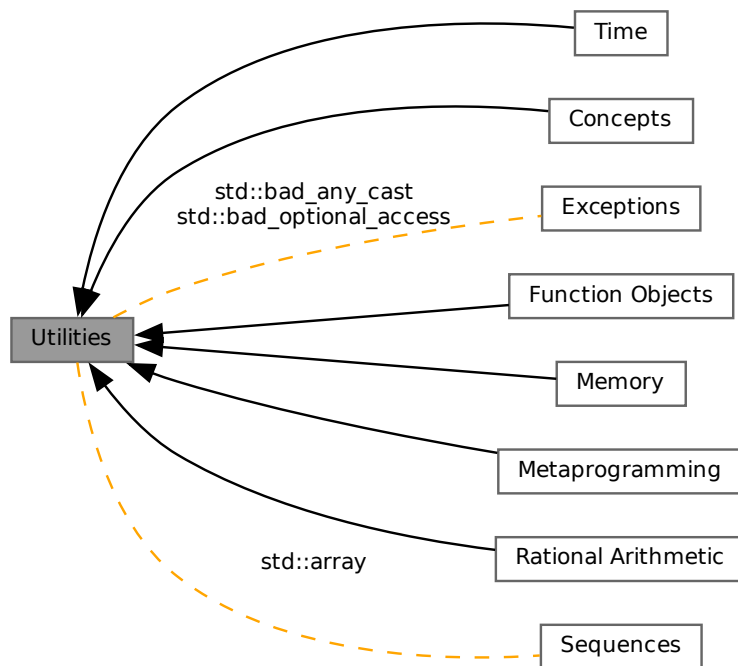 Time
Concepts
std::bad_any_cast
std::bad_optional_access
Exceptions
Function Objects
Utilities
Memory
Metaprogramming
Rational Arithmetic
std::array
Sequences